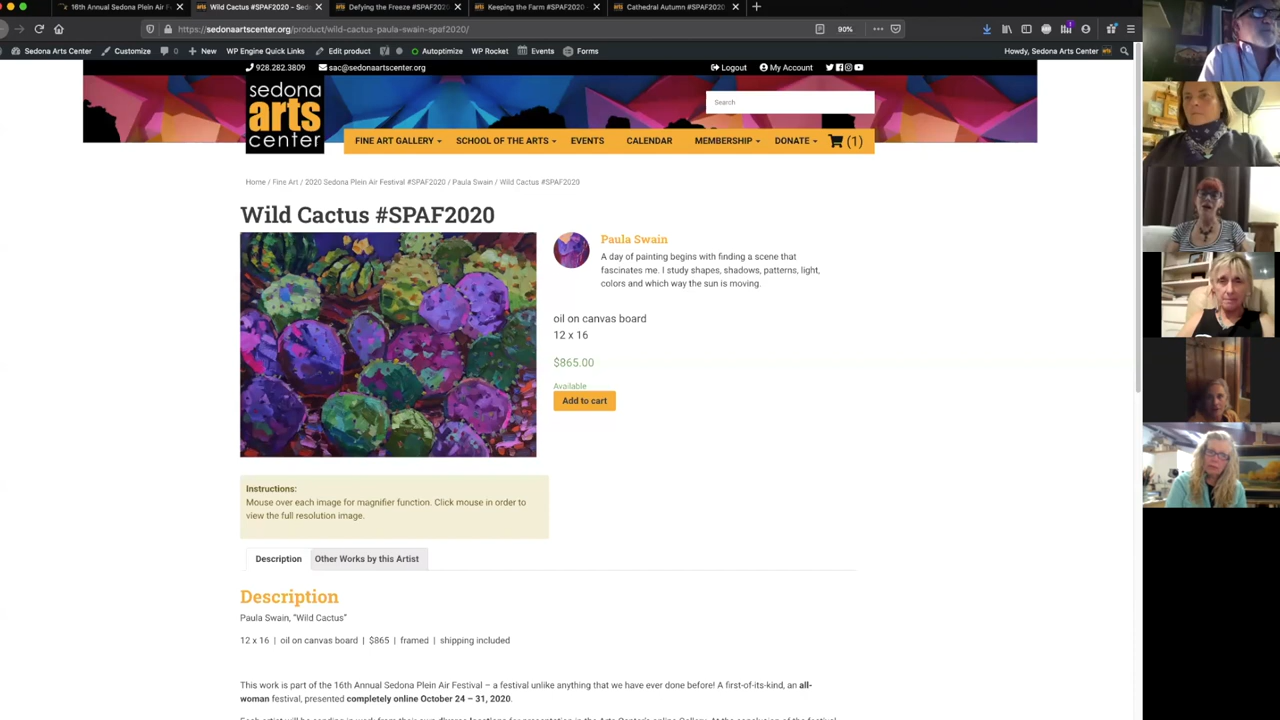 16th Annual Sedona Plein Air F
Wild Cactus #SPAF2020 - Sed
Defying the Freeze #SPAF202
Keeping the Farm #SPAF2020
Cathedral Autumn #SPAF2020
https://sedonaartscenter.org/product/wild-cactus-paula-swain-spaf2020/
90%
Sedona Arts Center
Customize
0
New
WP Engine Quick Links
Edit product
Autoptimize
WP Rocket
Events
Forms
Howdy, Sedona Arts Center
928.282.3809
sac@sedonaartscenter.org
Logout
My Account
sedona
arts
center
Search
FINE ART GALLERY
SCHOOL OF THE ARTS
EVENTS
CALENDAR
MEMBERSHIP
DONATE
(1)
Home / Fine Art / 2020 Sedona Plein Air Festival #SPAF2020 / Paula Swain / Wild Cactus #SPAF2020
Wild Cactus #SPAF2020
Paula Swain
A day of painting begins with finding a scene that
fascinates me. I study shapes, shadows, patterns, light,
colors and which way the sun is moving.
oil on canvas board
12 x 16
$865.00
Available
Add to cart
Instructions:
Mouse over each image for magnifier function. Click mouse in order to
view the full resolution image.
Description
Other Works by this Artist
Description
Paula Swain, “Wild Cactus”
12 x 16 | oil on canvas board | $865 | framed | shipping included
This work is part of the 16th Annual Sedona Plein Air Festival – a festival unlike anything that we have ever done before! A first-of-its-kind, an all-
woman festival, presented completely online October 24 – 31, 2020.